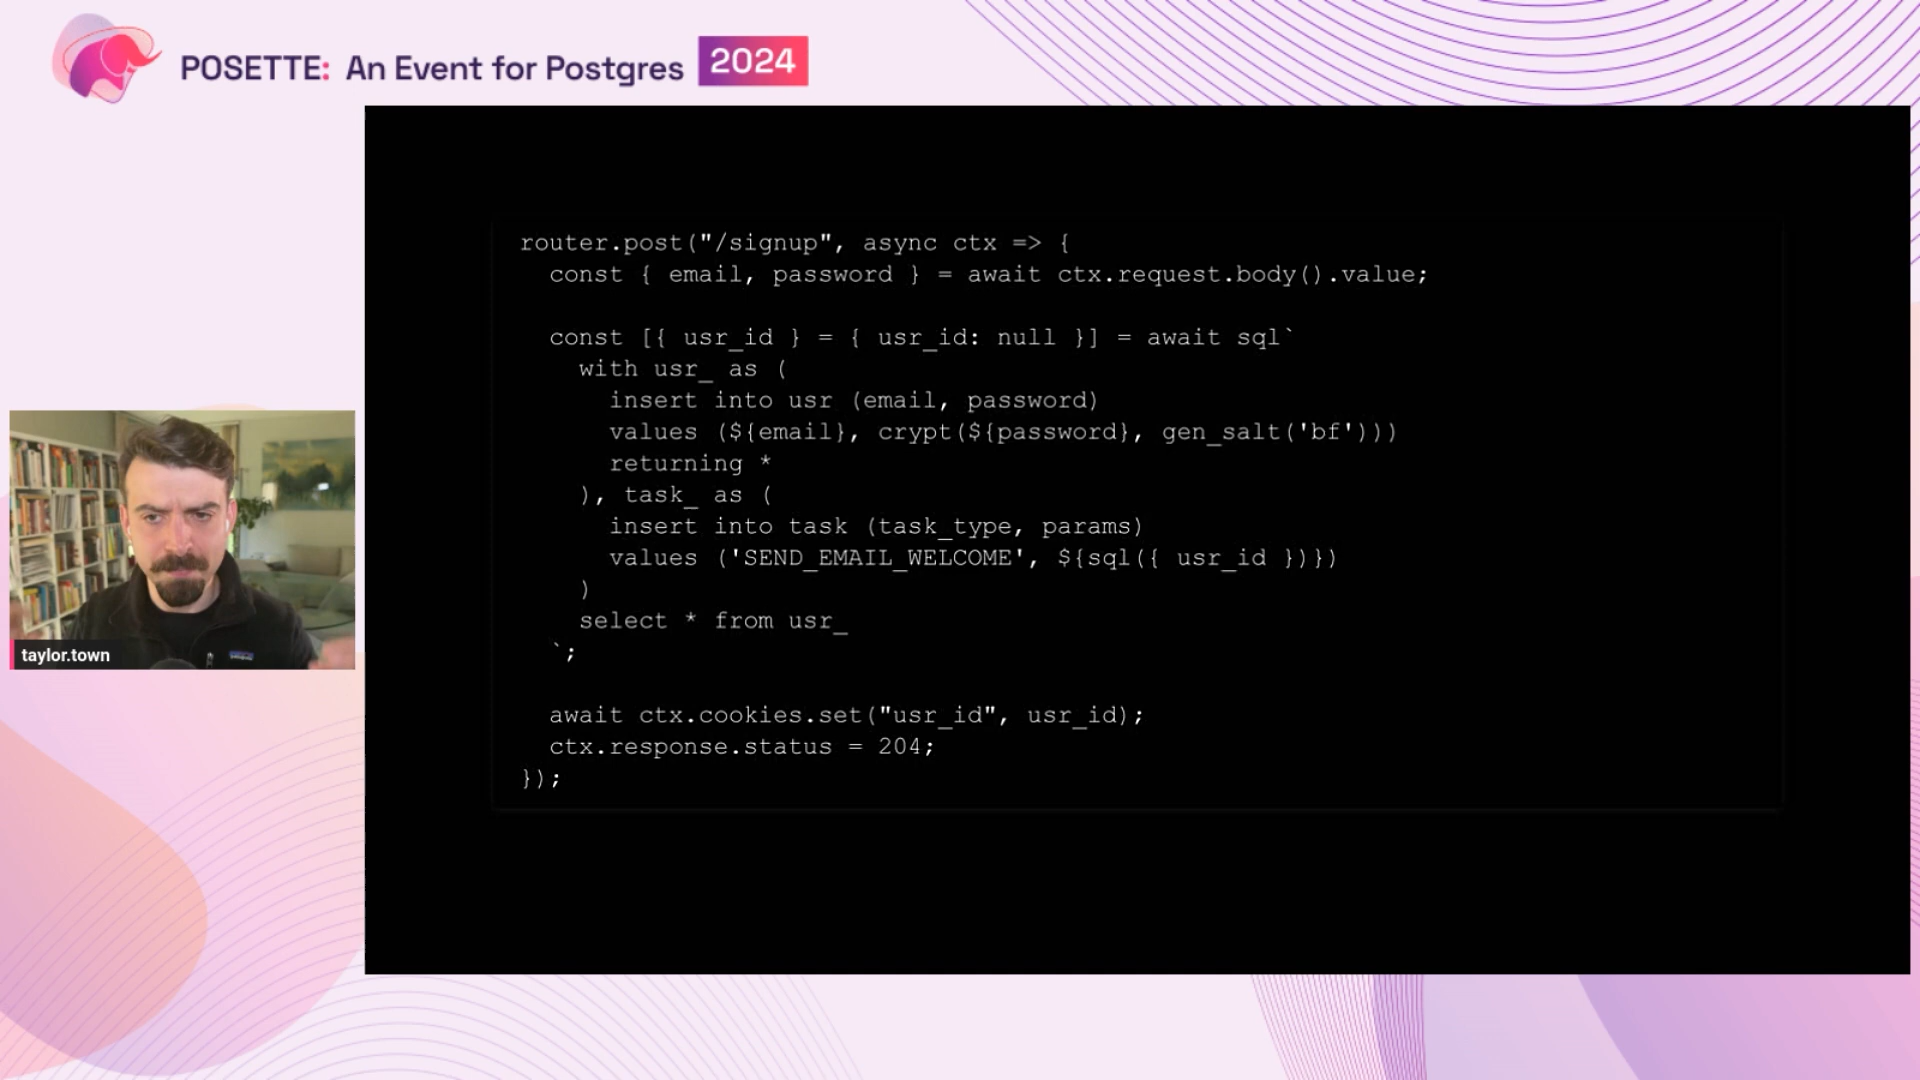 POSETTE: An Event for Postgres 2024
router.post("/signup", async ctx => {
  const { email, password } = await ctx.request.body().value;
  const [{ usr_id } = { usr_id: null }] = await sql`
    with usr_ as (
      insert into usr (email, password)
      values (${email}, crypt(${password}, gen_salt('bf')))
      returning *
    ), task_ as (
      insert into task (task_type, params)
      values ('SEND_EMAIL_WELCOME', ${sql({ usr_id })})
    )
    select * from usr_
  `;
  await ctx.cookies.set("usr_id", usr_id);
  ctx.response.status = 204;
});
taylor.town